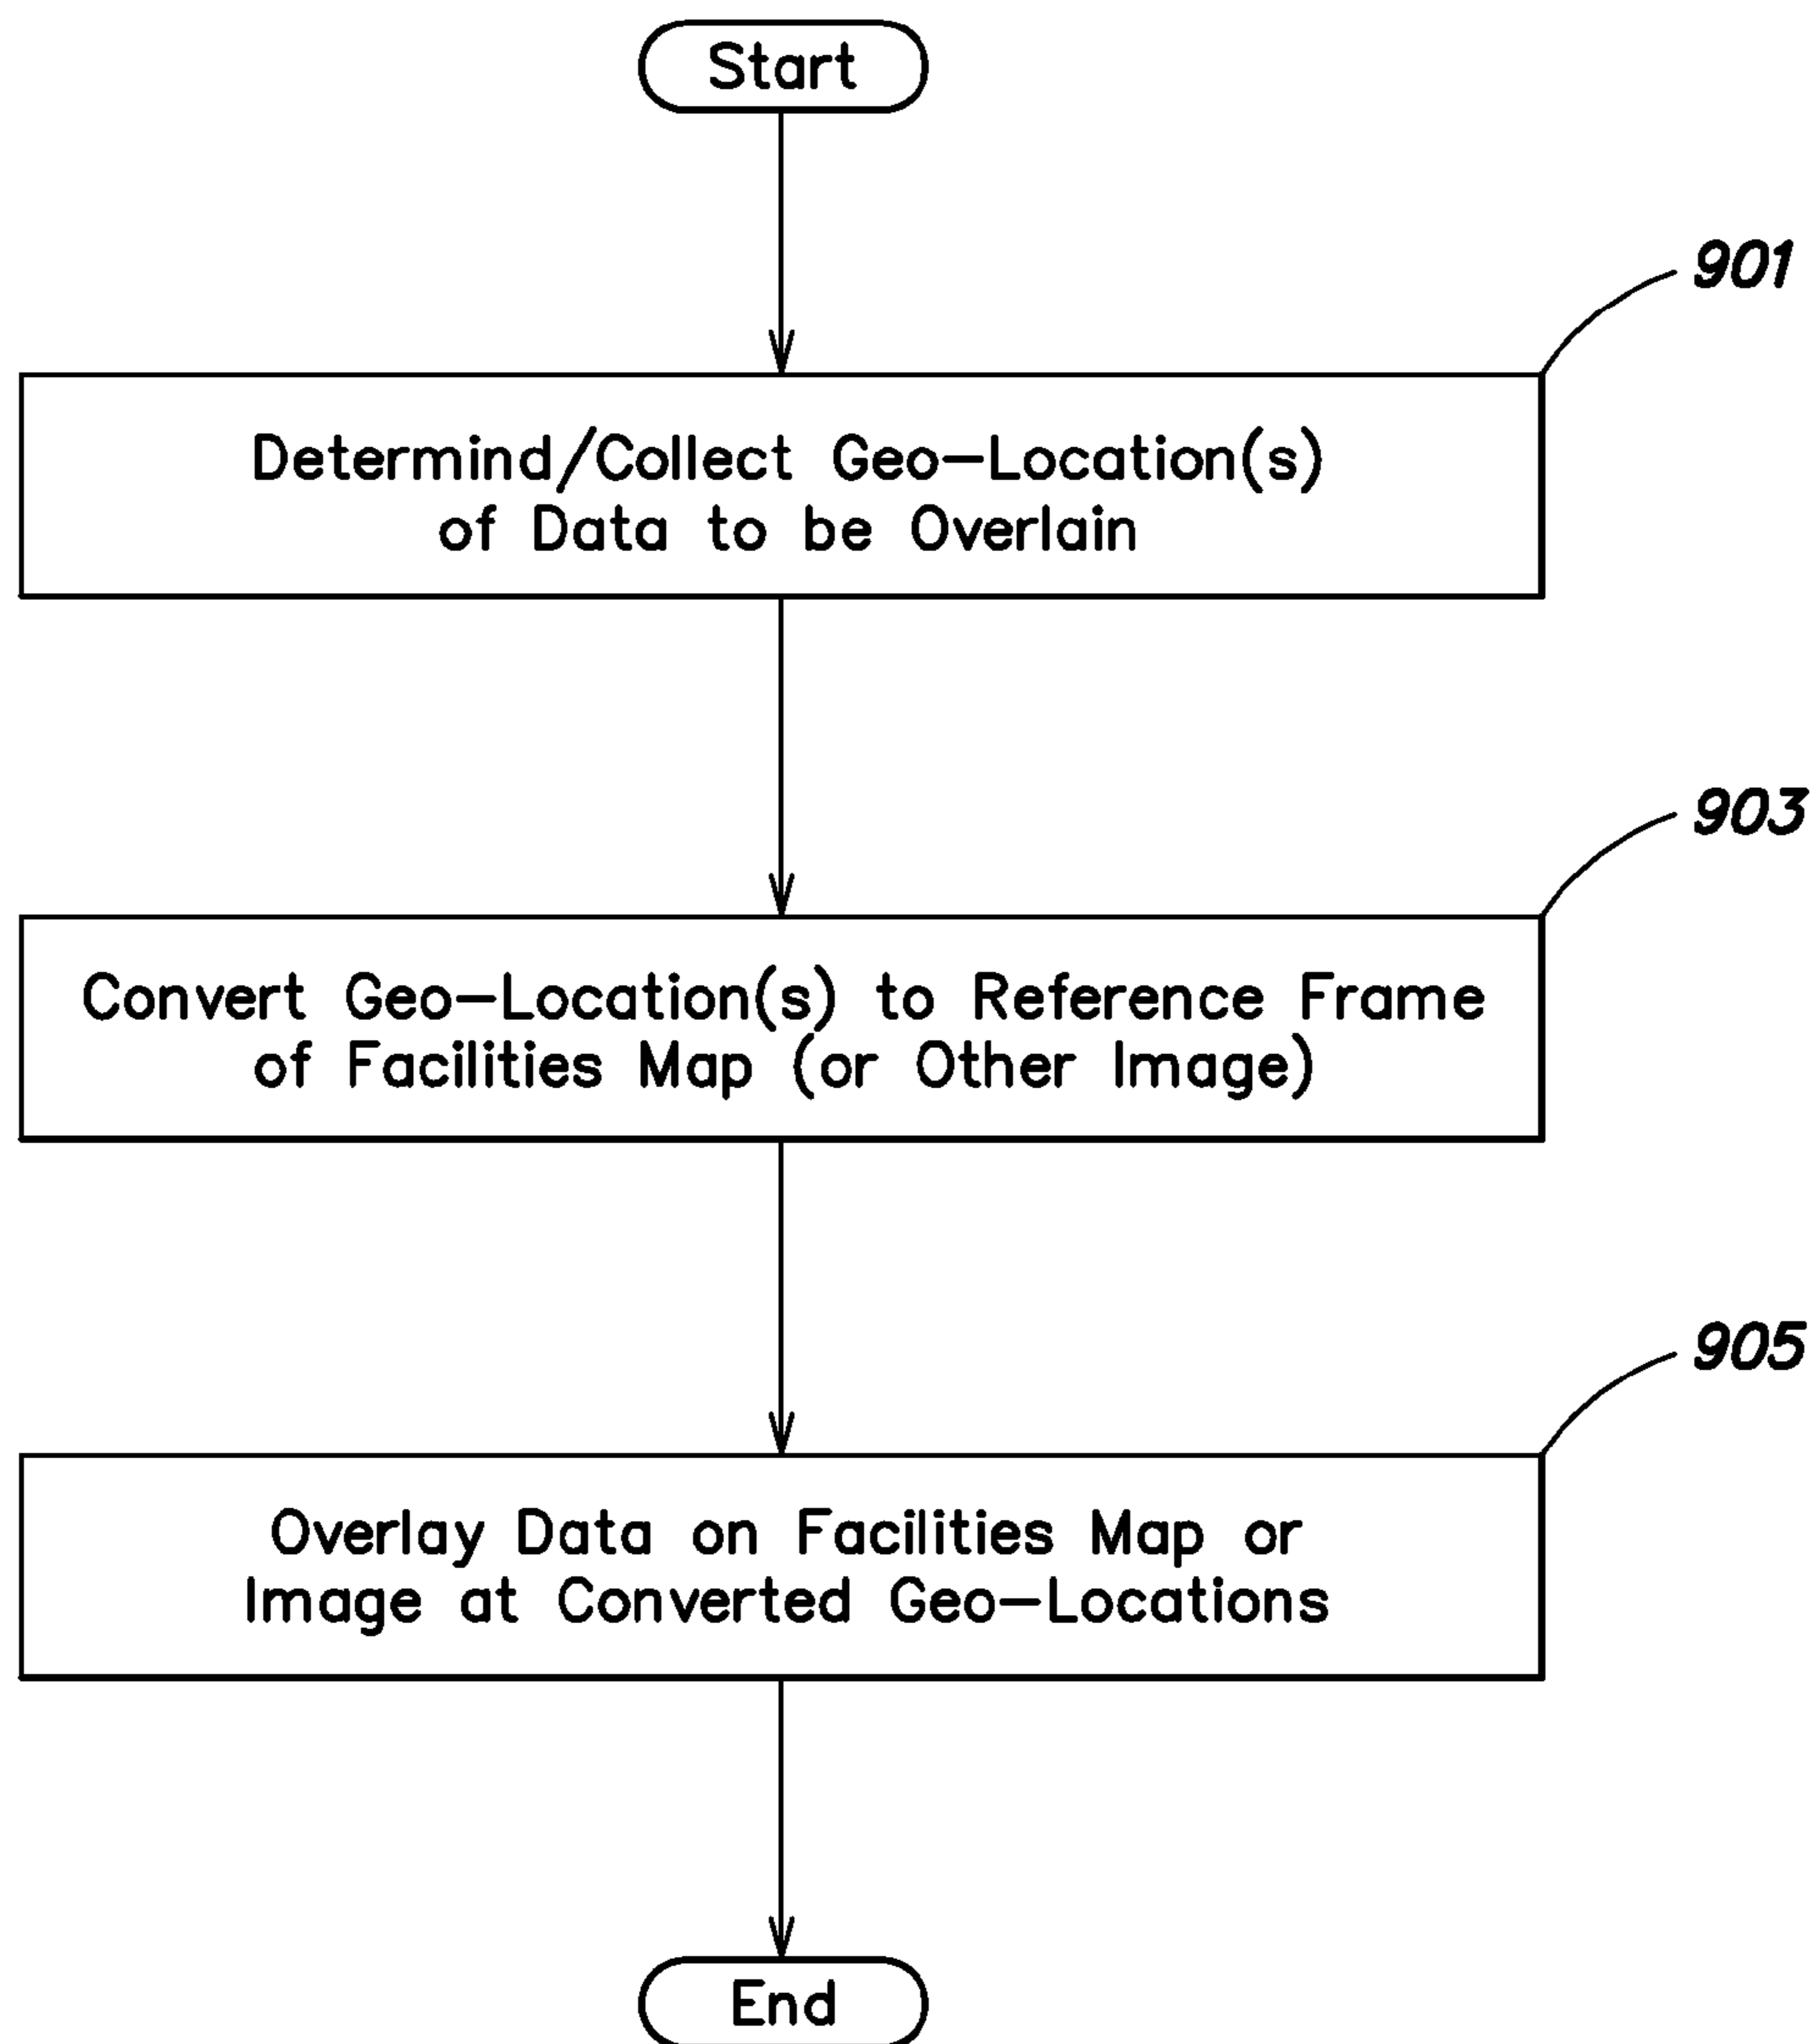 Start
901
Determind/Collect Geo-Location(s)
of Data to be Overlain
903
Convert Geo-Location(s) to Reference Frame
of Facilities Map (or Other Image)
905
Overlay Data on Facilities Map or
Image at Converted Geo-Locations
End